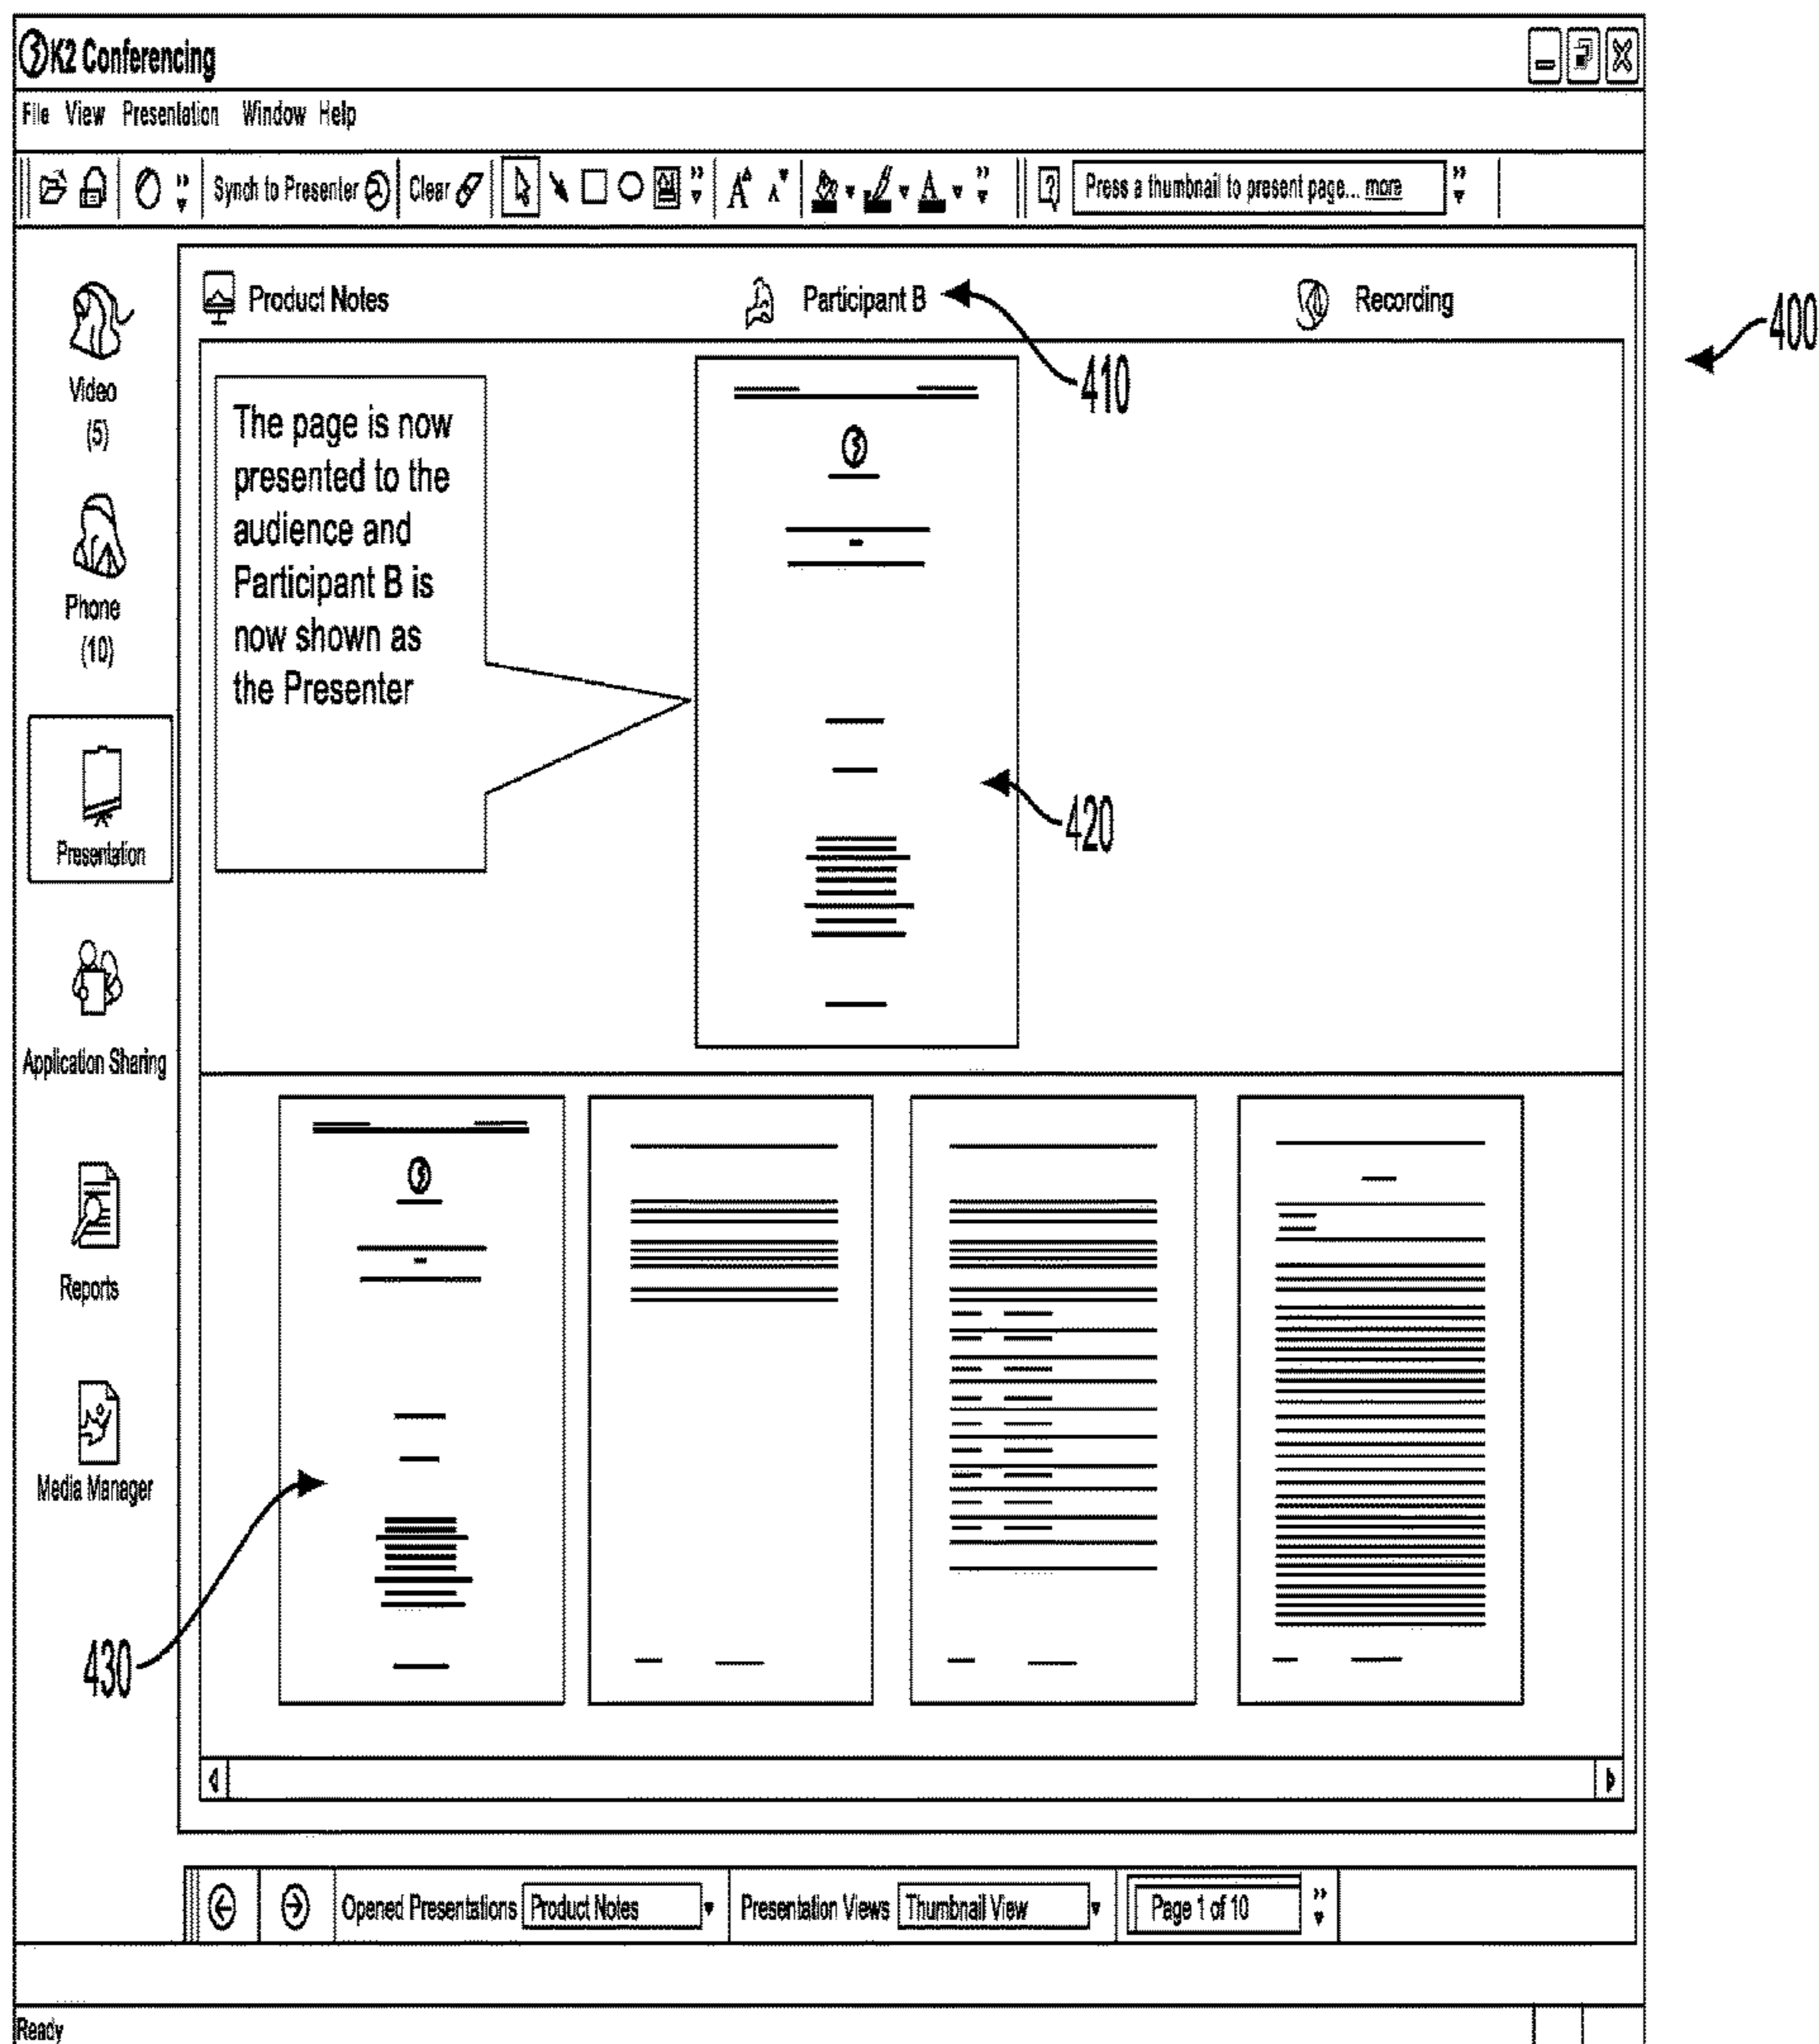 K2 Conferencing
File View Presentation Window Help
Synch to Presenter Clear A A A Press a thumbnail to present page... more
Product Notes Participant B Recording
400
410
Video
(5)
The page is now
presented to the
audience and
Participant B is
now shown as
the Presenter
Phone
(10)
420
Presentation
Application Sharing
Reports
Media Manager
430
Opened Presentations Product Notes Presentation Views Thumbnail View Page 1 of 10
Ready